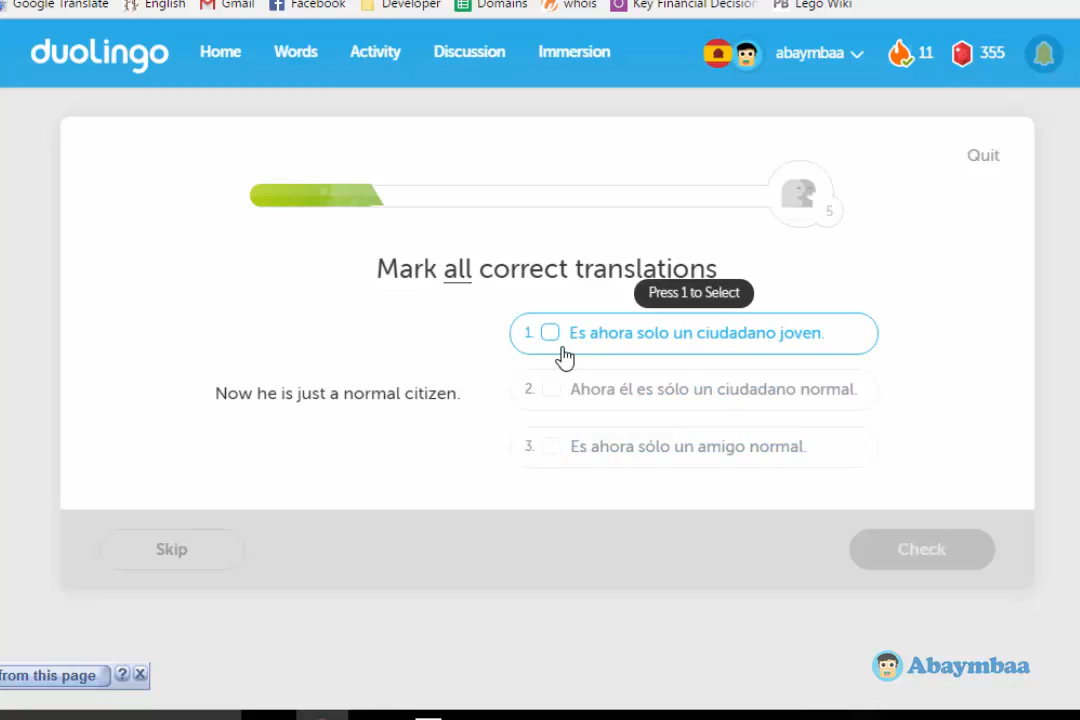 Google Translate English Gmail Facebook Developer Domains whois Key Financial Decision PB Lego Wiki
duolingo Home Words Activity Discussion Immersion abaymbaa 11 355
Quit
5
Mark all correct translations
Press 1 to Select
1. Es ahora solo un ciudadano joven.
Now he is just a normal citizen.
2. Ahora él es sólo un ciudadano normal.
3. Es ahora sólo un amigo normal.
Skip Check
Abaymbaa
from this page ? X